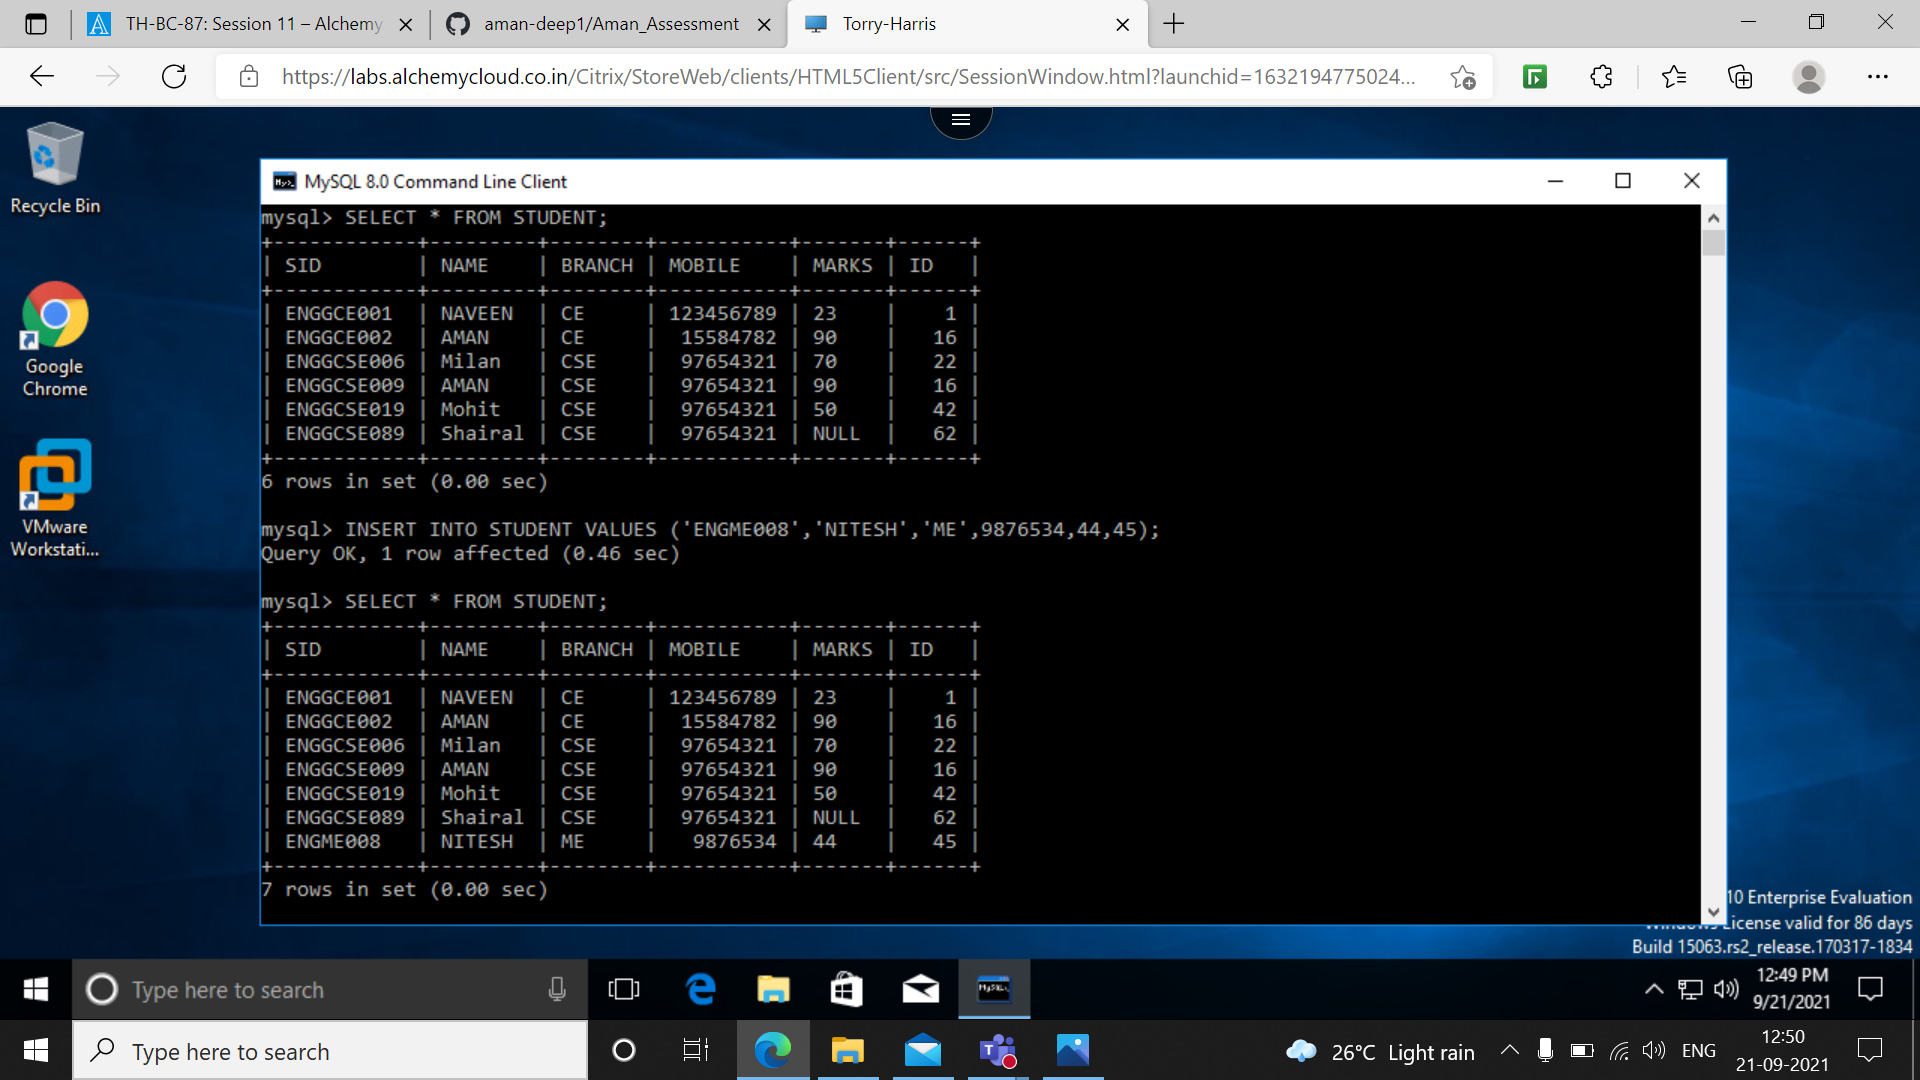 TH-BC-87: Session 11 – Alchemy
aman-deep1/Aman_Assessment
Torry-Harris
https://labs.alchemycloud.co.in/Citrix/StoreWeb/clients/HTML5Client/src/SessionWindow.html?launchid=1632194775024...
Recycle Bin
Google
Chrome
VMware
Workstati...
MySQL 8.0 Command Line Client
mysql> SELECT * FROM STUDENT;
+------------+---------+--------+-----------+-------+------+
| SID        | NAME    | BRANCH | MOBILE    | MARKS | ID   |
+------------+---------+--------+-----------+-------+------+
| ENGGCE001  | NAVEEN  | CE     | 123456789 | 23    |    1 |
| ENGGCE002  | AMAN    | CE     |  15584782 | 90    |   16 |
| ENGGCSE006 | Milan   | CSE    |  97654321 | 70    |   22 |
| ENGGCSE009 | AMAN    | CSE    |  97654321 | 90    |   16 |
| ENGGCSE019 | Mohit   | CSE    |  97654321 | 50    |   42 |
| ENGGCSE089 | Shairal | CSE    |  97654321 | NULL  |   62 |
+------------+---------+--------+-----------+-------+------+
6 rows in set (0.00 sec)
mysql> INSERT INTO STUDENT VALUES ('ENGME008','NITESH','ME',9876534,44,45);
Query OK, 1 row affected (0.46 sec)
mysql> SELECT * FROM STUDENT;
+------------+---------+--------+-----------+-------+------+
| SID        | NAME    | BRANCH | MOBILE    | MARKS | ID   |
+------------+---------+--------+-----------+-------+------+
| ENGGCE001  | NAVEEN  | CE     | 123456789 | 23    |    1 |
| ENGGCE002  | AMAN    | CE     |  15584782 | 90    |   16 |
| ENGGCSE006 | Milan   | CSE    |  97654321 | 70    |   22 |
| ENGGCSE009 | AMAN    | CSE    |  97654321 | 90    |   16 |
| ENGGCSE019 | Mohit   | CSE    |  97654321 | 50    |   42 |
| ENGGCSE089 | Shairal | CSE    |  97654321 | NULL  |   62 |
| ENGME008   | NITESH  | ME     |   9876534 | 44    |   45 |
+------------+---------+--------+-----------+-------+------+
7 rows in set (0.00 sec)
10 Enterprise Evaluation
Windows License valid for 86 days
Build 15063.rs2_release.170317-1834
Type here to search
12:49 PM
9/21/2021
Type here to search
26°C Light rain
ENG
12:50
21-09-2021